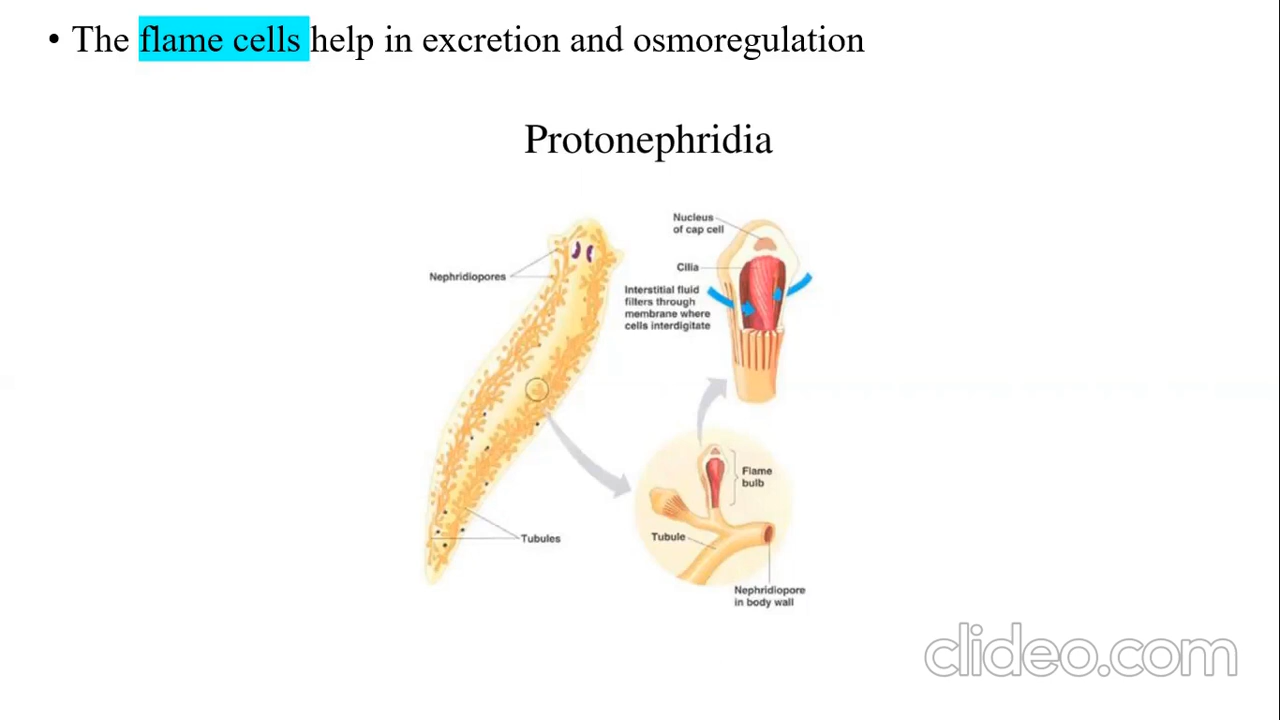 • The flame cells help in excretion and osmoregulation
Protonephridia
Nucleus
of cap cell
Cilia
Nephridiopores
Interstitial fluid
filters through
membrane where
cells interdigitate
Flame
bulb
Tubule
Tubules
Nephridiopore
in body wall
clideo.com